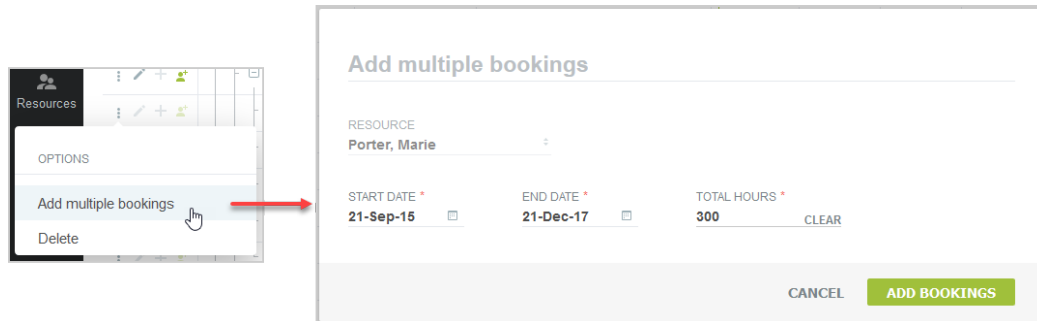 Resources
OPTIONS
Add multiple bookings
Delete
Add multiple bookings
RESOURCE
Porter, Marie
START DATE * END DATE * TOTAL HOURS *
21-Sep-15 21-Dec-17 300 CLEAR
CANCEL ADD BOOKINGS